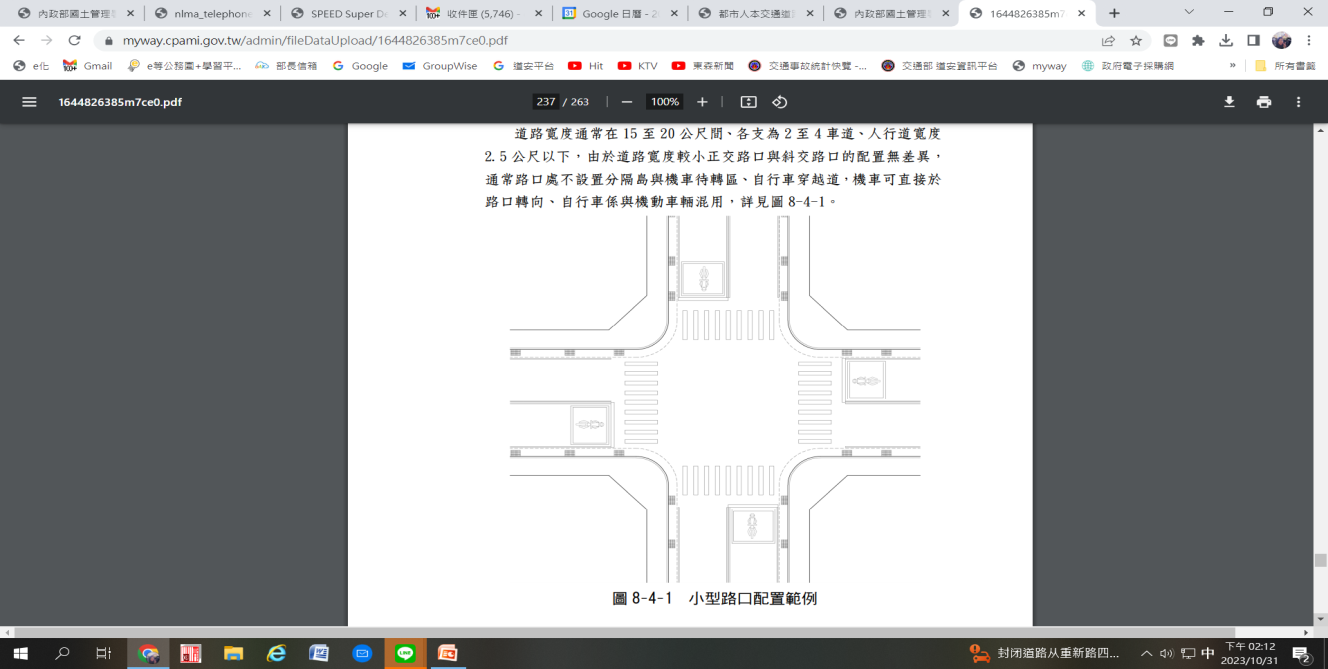 內政部國土管理
nlma_telephone
SPEED Super De
收件匣 (5,746) -
Google 日曆 - 2
都市人本交通道
內政部國土管理
1644826385m7
myway.cpami.gov.tw/admin/fileDataUpload/1644826385m7ce0.pdf
e化
Gmail
e等公務園+學習平...
部長信箱
Google
GroupWise
道安平台
Hit
KTV
東森新聞
交通事故統計快覽 -...
交通部 道安資訊平台
myway
政府電子採購網
»
所有書籤
1644826385m7ce0.pdf
237 / 263
100%
道路寬度通常在 15 至 20 公尺間、各支為 2 至 4 車道、人行道寬度
2.5 公尺以下，由於道路寬度較小正交路口與斜交路口的配置無差異，
通常路口處不設置分隔島與機車待轉區、自行車穿越道，機車可直接於
路口轉向、自行車係與機動車輛混用，詳見圖 8-4-1。
圖 8-4-1 小型路口配置範例
封闭道路从重新路四...
中
下午 02:12
2023/10/31
2